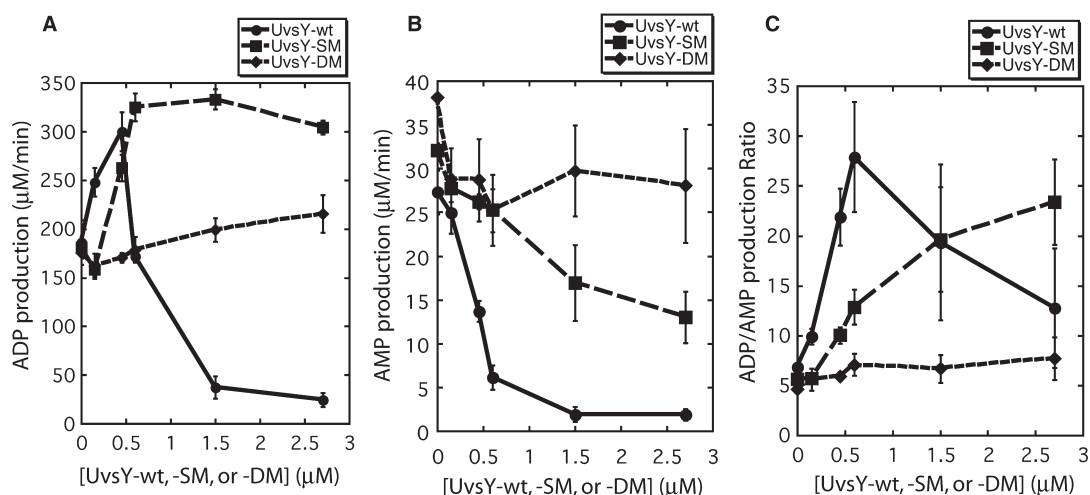 A
UvsY-wt
UvsY-SM
UvsY-DM
ADP production (µM/min)
350
300
250
200
150
100
50
0
0 0.5 1 1.5 2 2.5 3
[UvsY-wt, -SM, or -DM] (µM)
B
UvsY-wt
UvsY-SM
UvsY-DM
AMP production (µM/min)
40
35
30
25
20
15
10
5
0
0 0.5 1 1.5 2 2.5 3
[UvsY-wt, -SM, or -DM] (µM)
C
UvsY-wt
UvsY-SM
UvsY-DM
ADP/AMP production Ratio
35
30
25
20
15
10
5
0
0 0.5 1 1.5 2 2.5 3
[UvsY-wt, -SM, or -DM] (µM)